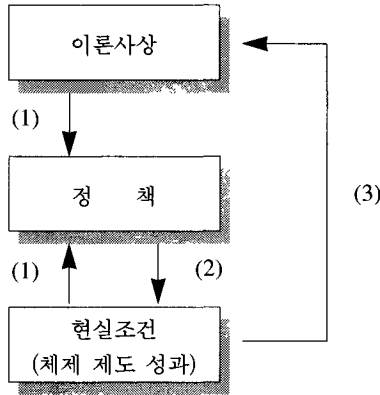 이론사상
(1)
정 책
(3)
(1)
(2)
현실조건
(체제 제도 성과)